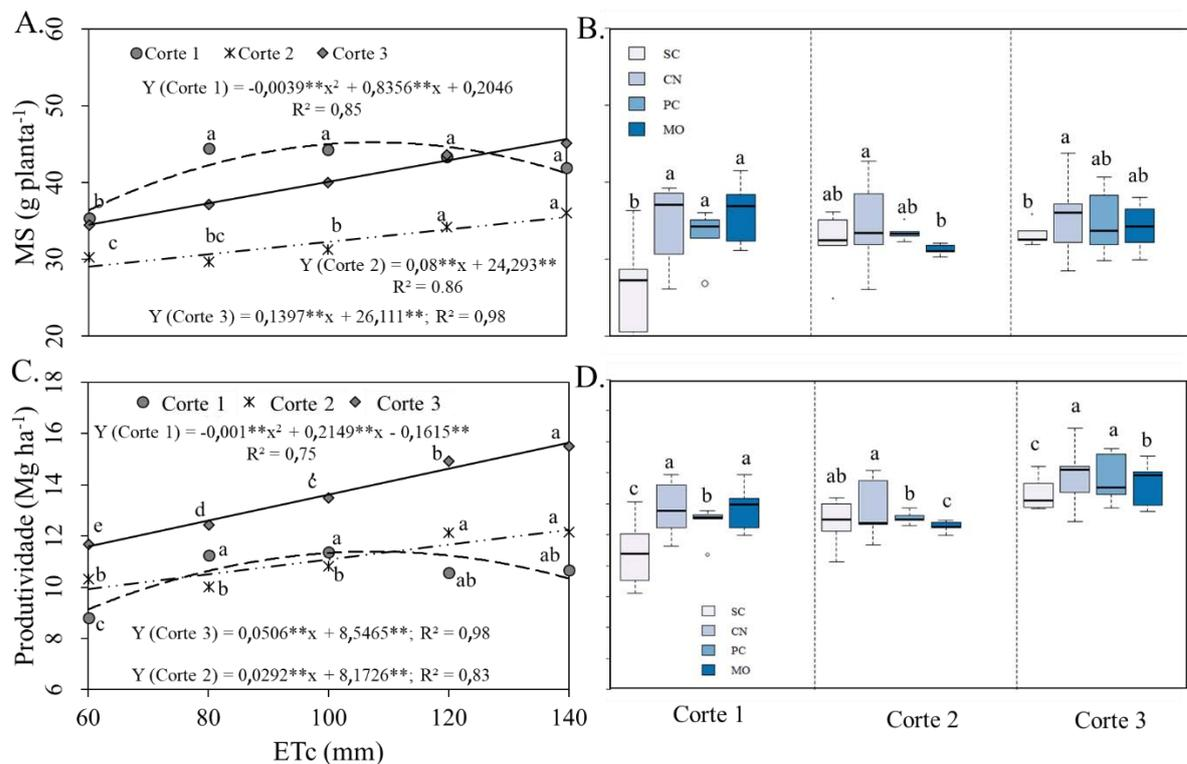 A.
60
50
40
30
20
MS (g planta⁻¹)
Corte 1 Corte 2 Corte 3
Y (Corte 1) = -0,0039**x² + 0,8356**x + 0,2046
R² = 0,85
b a a a a
c bc b a a
Y (Corte 2) = 0,08**x + 24,293**
R² = 0.86
Y (Corte 3) = 0,1397**x + 26,111**; R² = 0,98
B.
SC
CN
PC
MO
b a a a
ab a ab b
b a ab ab
C.
18
16
14
12
10
8
6
Produtividade (Mg ha⁻¹)
Corte 1 Corte 2 Corte 3
Y (Corte 1) = -0,001**x² + 0,2149**x - 0,1615**
R² = 0,75
e d c b a
b b b a a
c a a ab ab
Y (Corte 3) = 0,0506**x + 8,5465**; R² = 0,98
Y (Corte 2) = 0,0292**x + 8,1726**; R² = 0,83
60 80 100 120 140
ETc (mm)
D.
c a b a
ab a b c
c a a b
SC
CN
PC
MO
Corte 1 Corte 2 Corte 3